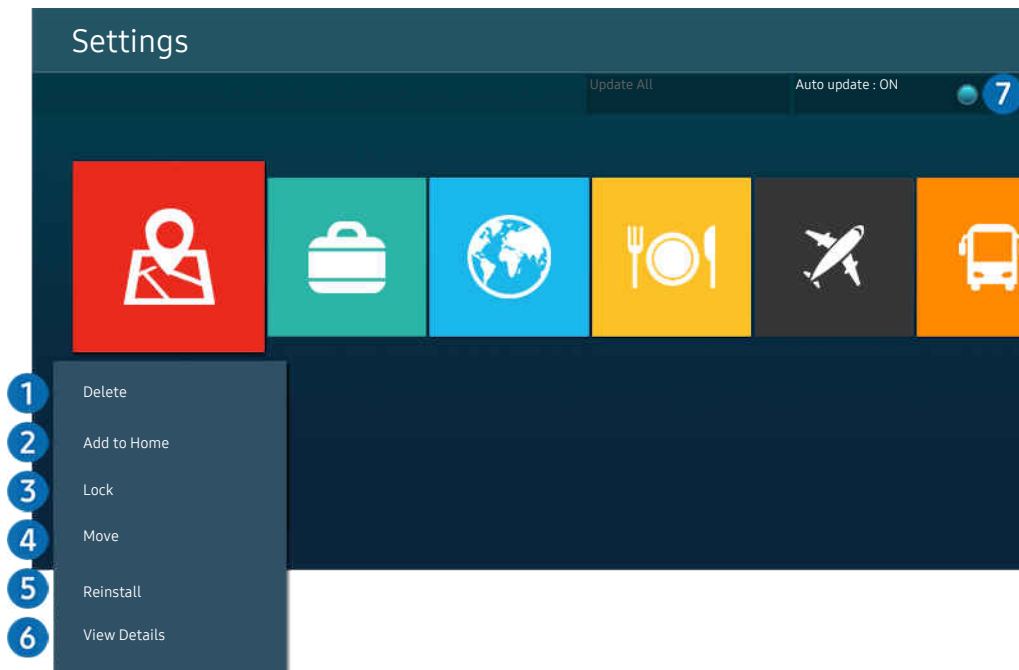 Settings
Update All
Auto update : ON
7
1 Delete
2 Add to Home
3 Lock
4 Move
5 Reinstall
6 View Details